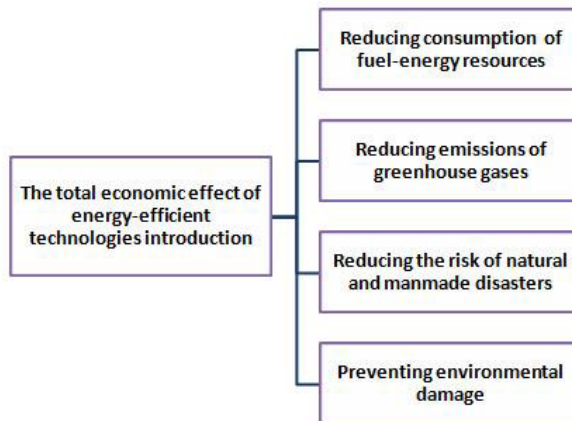 Reducing consumption of
fuel-energy resources
Reducing emissions of
greenhouse gases
The total economic effect of
energy-efficient
technologies introduction
Reducing the risk of natural
and manmade disasters
Preventing environmental
damage